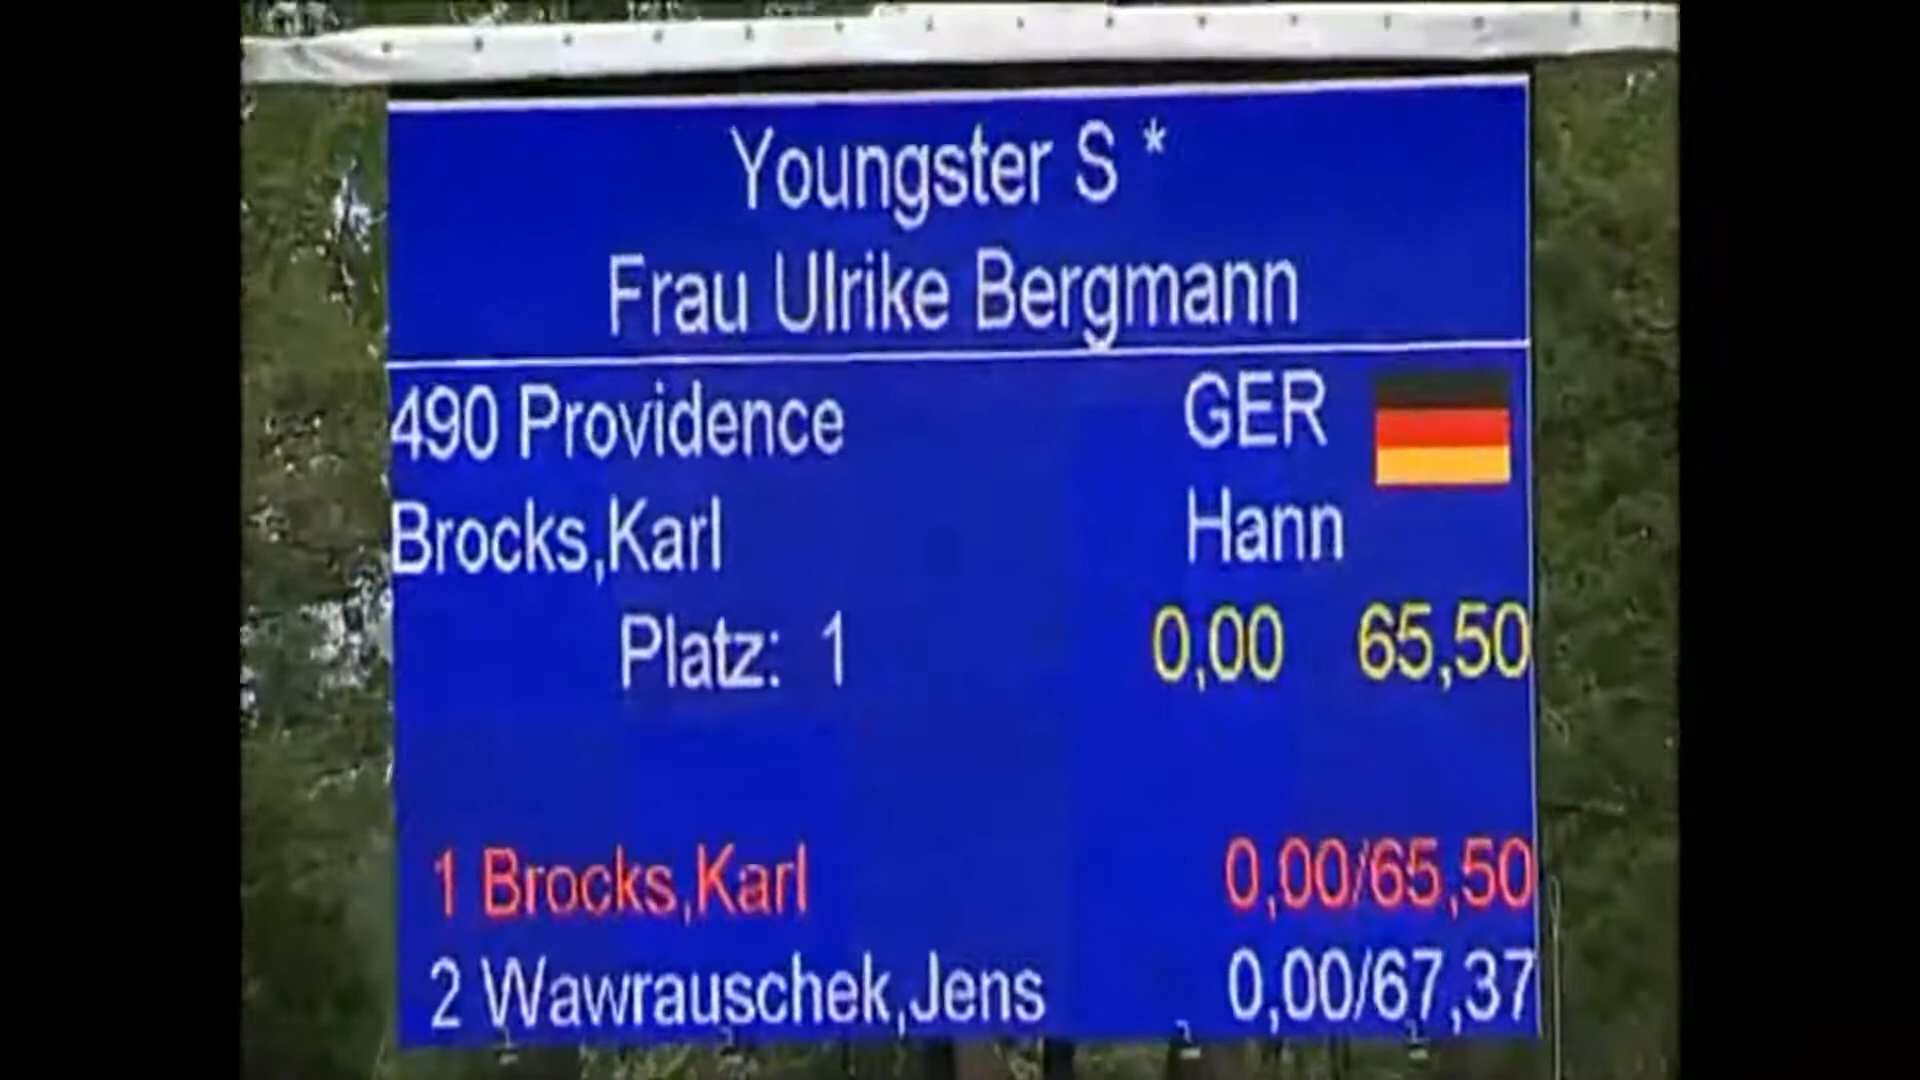 Youngster S *
Frau Ulrike Bergmann
490 Providence GER
Brocks,Karl Hann
Platz: 1 0,00 65,50
1 Brocks,Karl 0,00/65,50
2 Wawrauschek,Jens 0,00/67,37